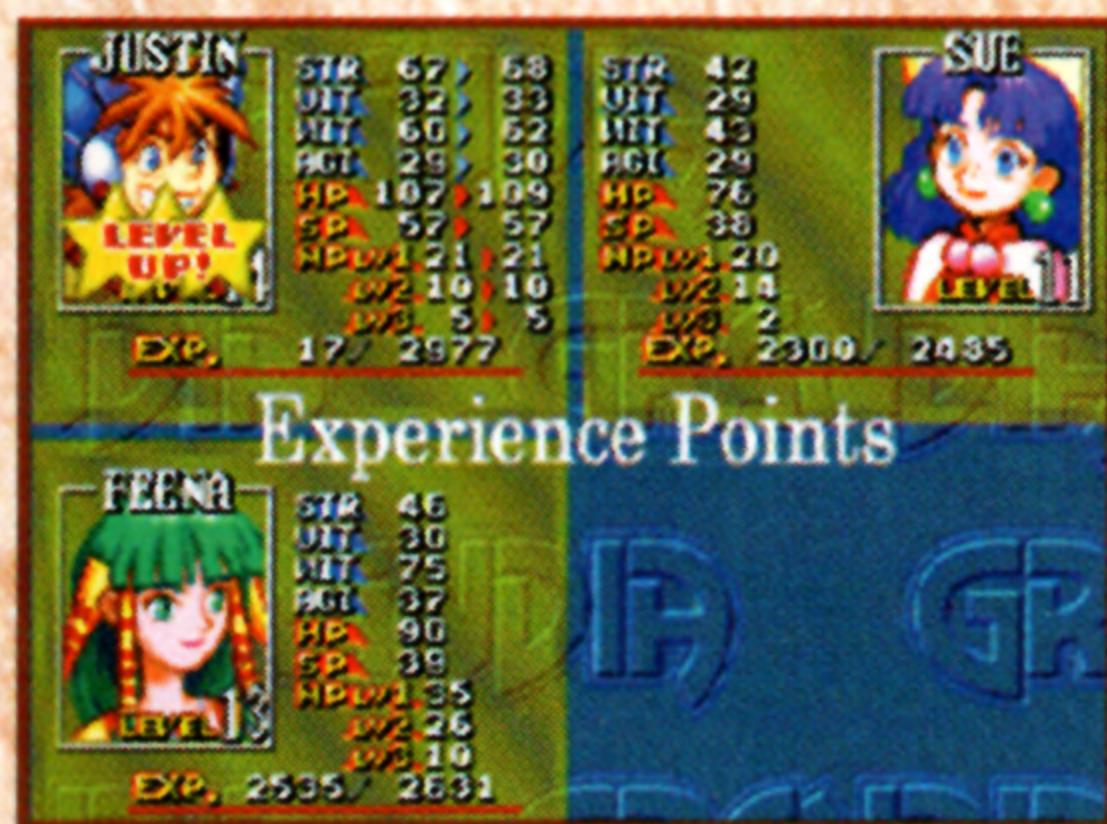 JUSTIN
STR 67 68
VIT 32 33
WIT 60 62
AGI 29 30
HP 107 109
SP 57 57
MP LV1. 21 21
LV2. 10 10
LV3. 5 5
LEVEL UP!
EXP. 17/ 2977
SUE
STR 42
VIT 29
WIT 49
AGI 29
HP 76
SP 38
MP LV1. 20
LV2. 14
LV3. 2
LEVEL 11
EXP. 2300/ 2485
Experience Points
FEENA
STR 46
VIT 30
WIT 75
AGI 37
HP 90
SP 39
MP LV1. 35
LV2. 26
LV3. 10
LEVEL 13
EXP. 2535/ 2631